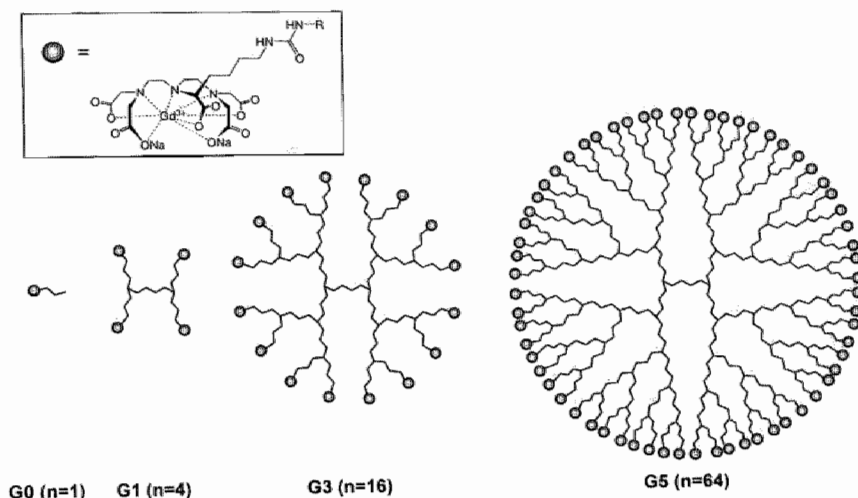 HN–R
HN
O
=
N N N
O O
O Gd3+ O O
O O
ONa ONa
G0 (n=1) G1 (n=4) G3 (n=16) G5 (n=64)